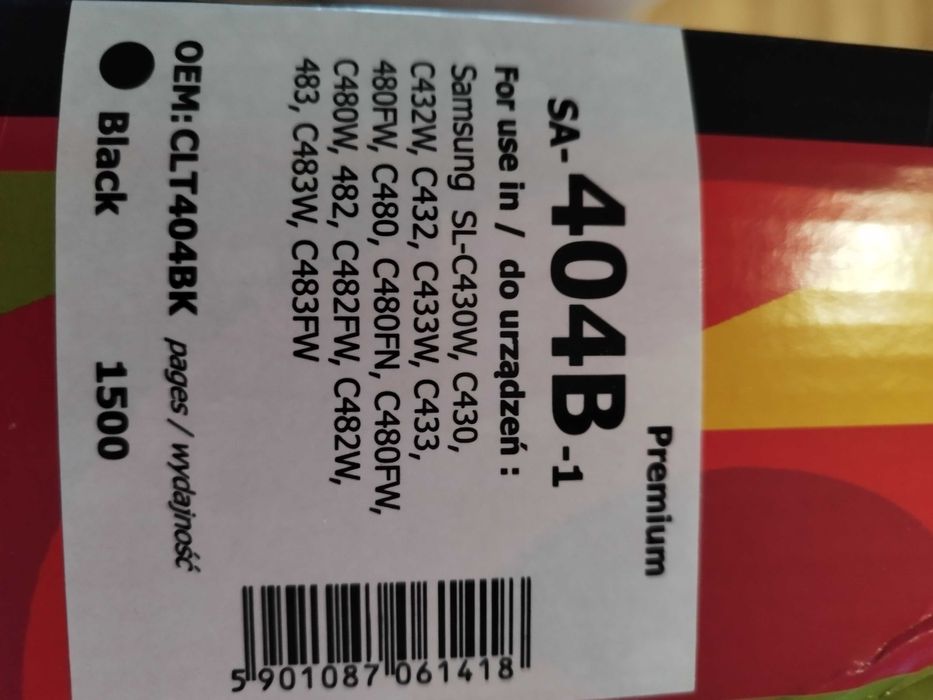 Premium
SA-404B-1
For use in / do urządzeń :
Samsung SL-C430W, C430,
C432W, C432, C433W, C433,
480FW, C480, C480FN, C480FW,
C480W, 482, C482FW, C482W,
483, C483W, C483FW
OEM:CLT404BK pages / wydajność
Black 1500
5 901087 061418